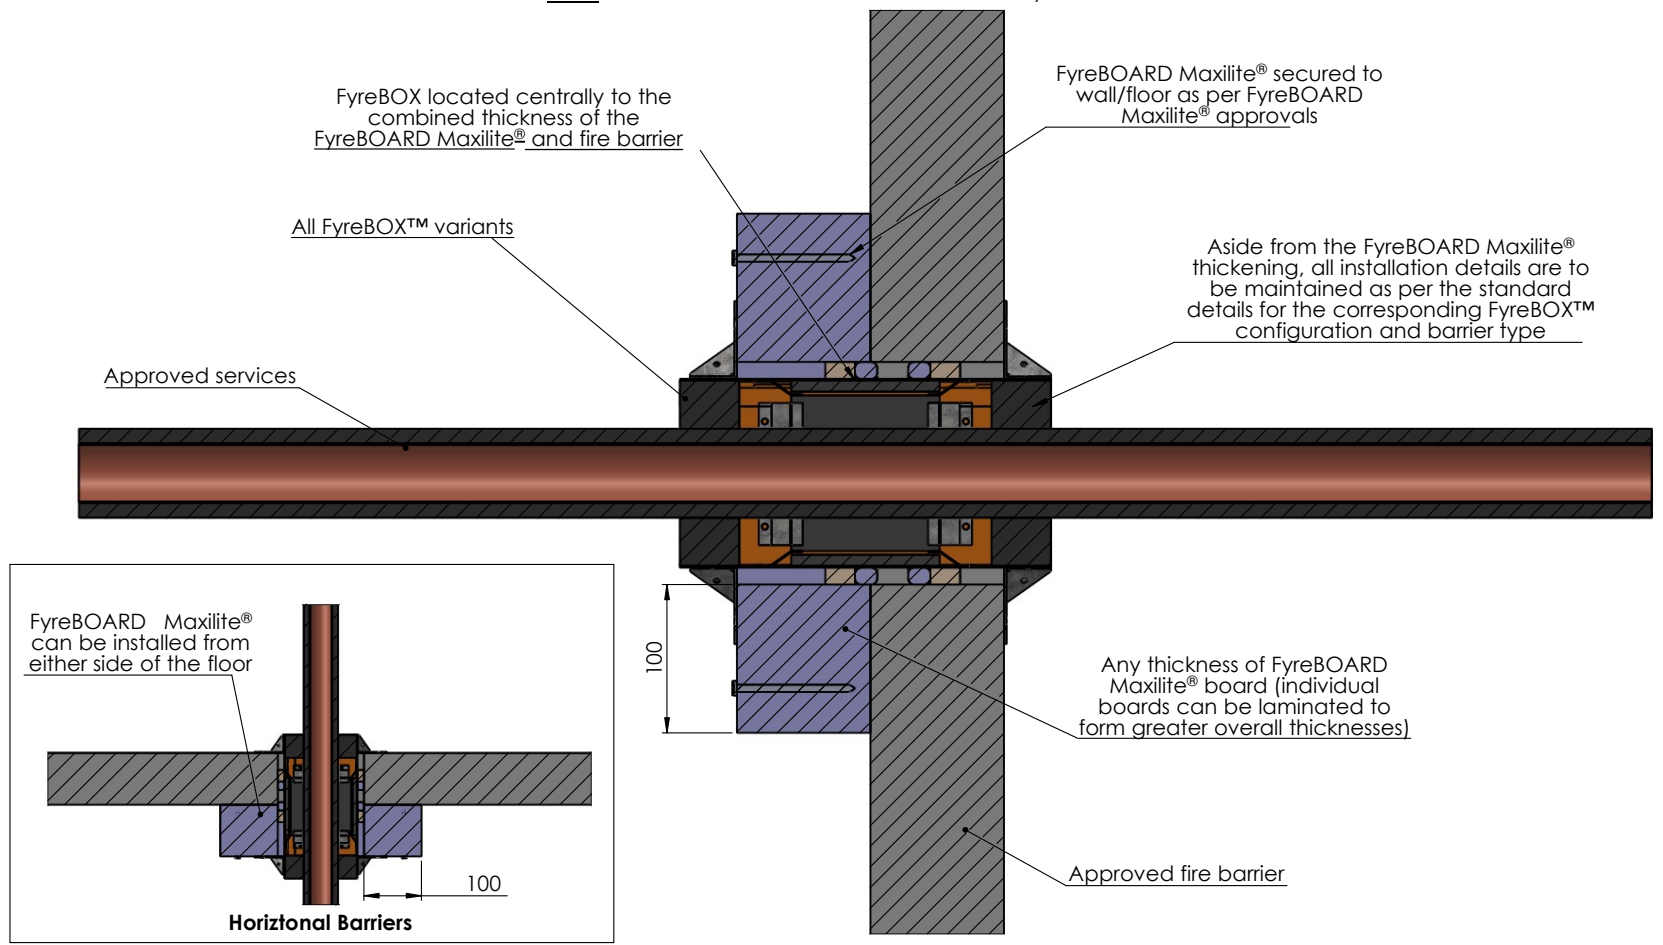 FyreBOX located centrally to the
combined thickness of the
FyreBOARD Maxilite® and fire barrier
FyreBOARD Maxilite® secured to
wall/floor as per FyreBOARD
Maxilite® approvals
All FyreBOX™ variants
Aside from the FyreBOARD Maxilite®
thickening, all installation details are to
be maintained as per the standard
details for the corresponding FyreBOX™
configuration and barrier type
Approved services
100
FyreBOARD Maxilite®
can be installed from
either side of the floor
100
Horiztonal Barriers
Any thickness of FyreBOARD
Maxilite® board (individual
boards can be laminated to
form greater overall thicknesses)
Approved fire barrier